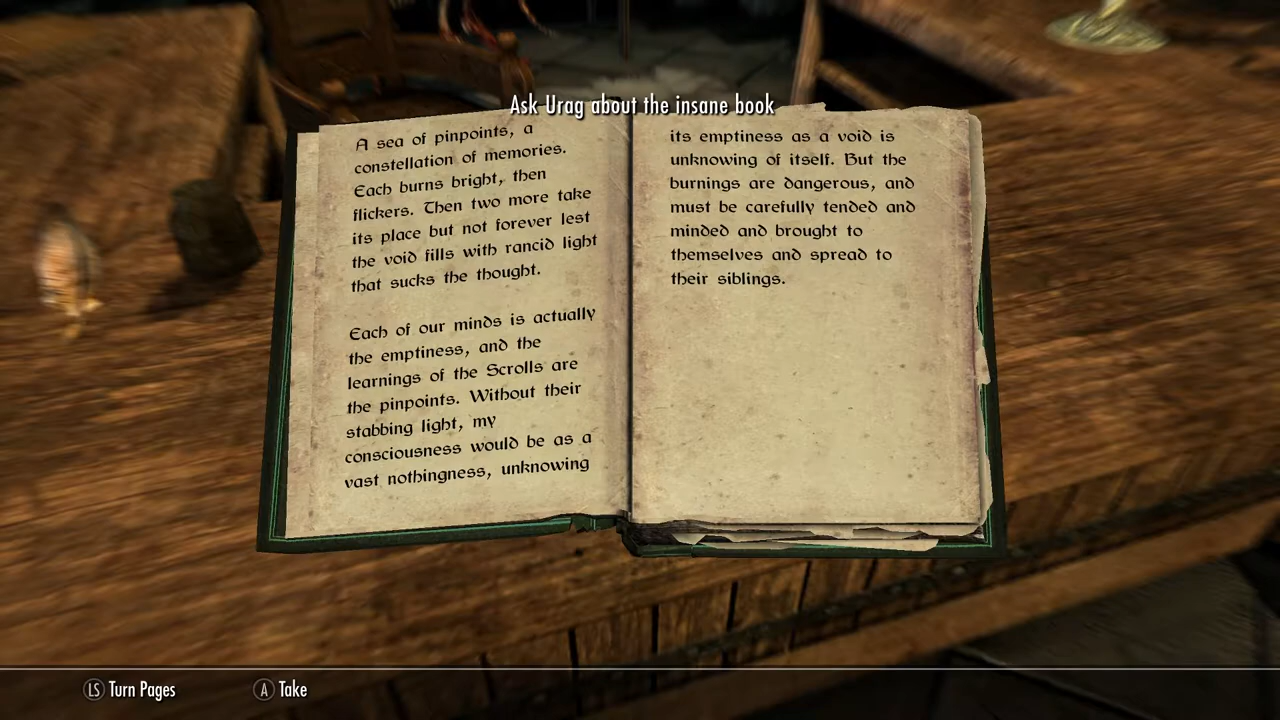 Ask Urag about the insane book
A sea of pinpoints, a
constellation of memories.
Each burns bright, then
flickers. Then two more take
its place but not forever lest
the void fills with rancid light
that sucks the thought.
Each of our minds is actually
the emptiness, and the
learnings of the Scrolls are
the pinpoints. Without their
stabbing light, my
consciousness would be as a
vast nothingness, unknowing
its emptiness as a void is
unknowing of itself. But the
burnings are dangerous, and
must be carefully tended and
minded and brought to
themselves and spread to
their siblings.
LS Turn Pages
A Take